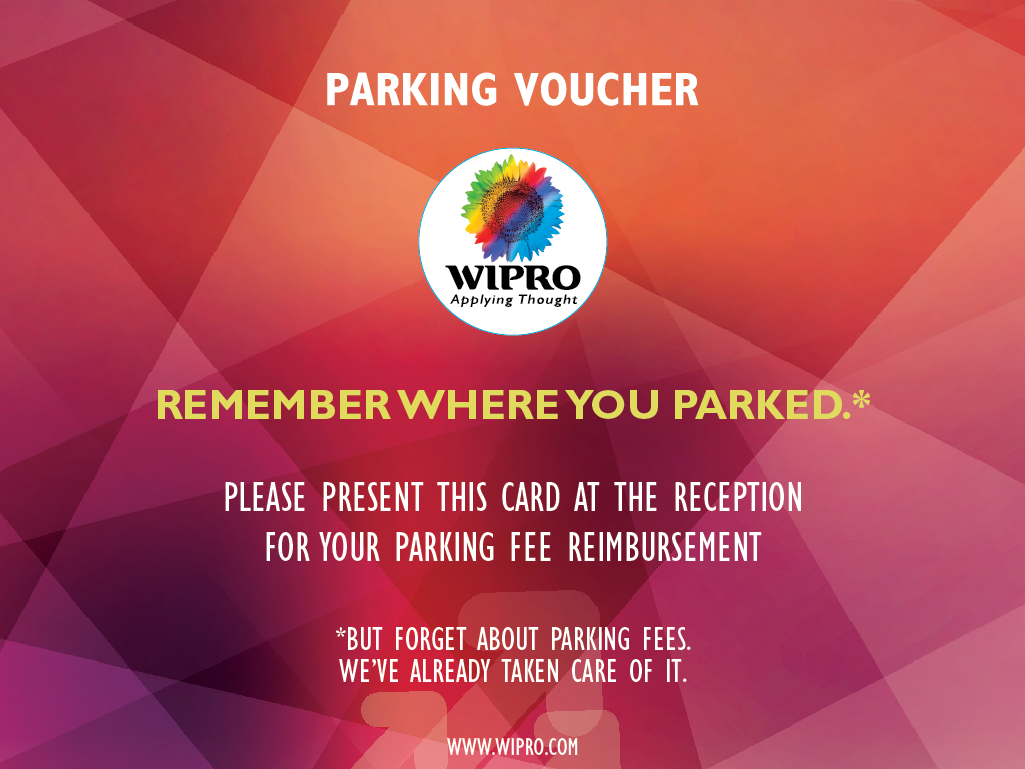 PARKING VOUCHER
WIPRO
Applying Thought
REMEMBER WHERE YOU PARKED.*
PLEASE PRESENT THIS CARD AT THE RECEPTION
FOR YOUR PARKING FEE REIMBURSEMENT
*BUT FORGET ABOUT PARKING FEES.
WE'VE ALREADY TAKEN CARE OF IT.
WWW.WIPRO.COM